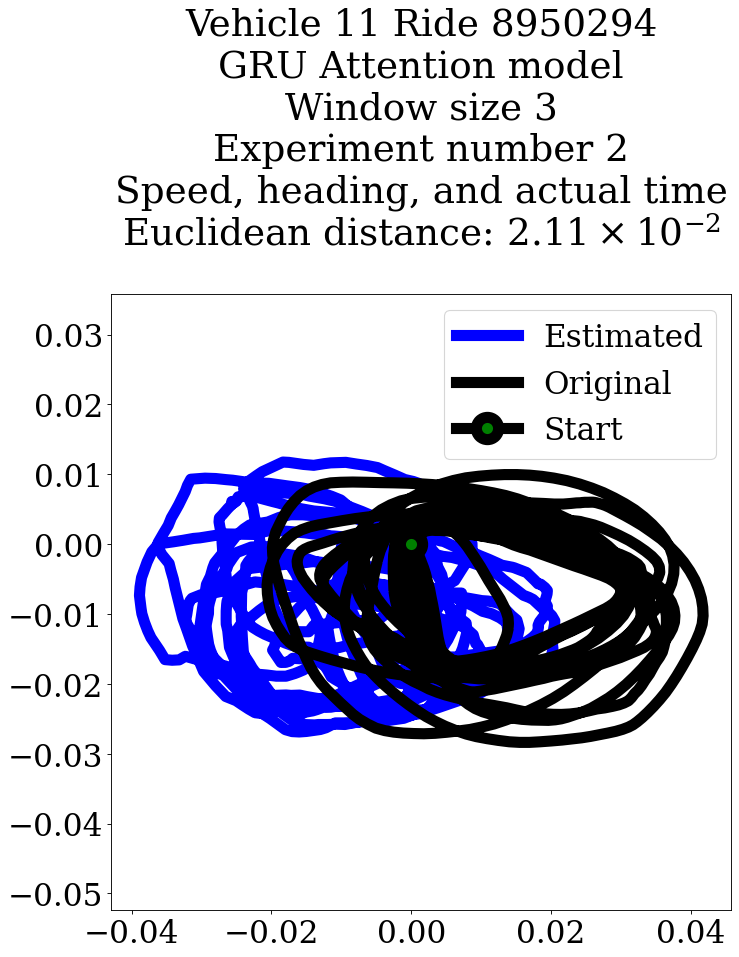 Vehicle 11 Ride 8950294
GRU Attention model
Window size 3
Experiment number 2
Speed, heading, and actual time
Euclidean distance: 2.11 × 10⁻²
Estimated
Original
Start
0.03
0.02
0.01
0.00
−0.01
−0.02
−0.03
−0.04
−0.05
−0.04 −0.02 0.00 0.02 0.04